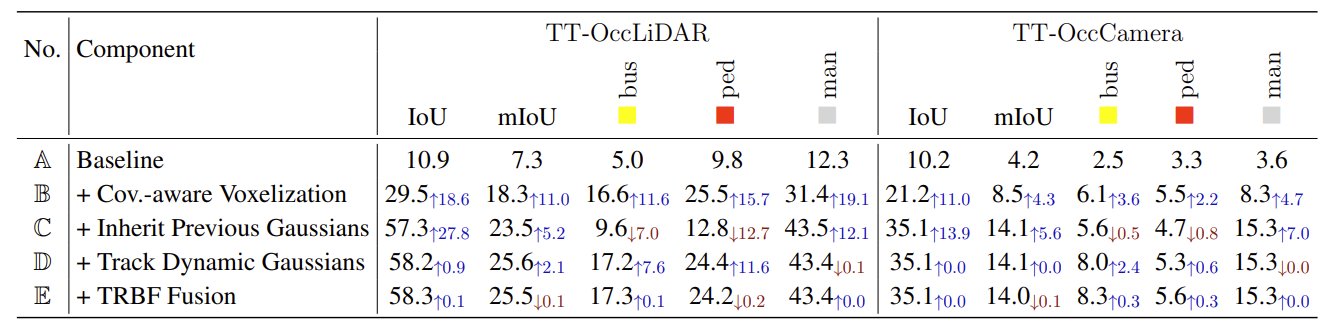 No. Component TT-OccLiDAR TT-OccCamera
IoU mIoU bus ped man IoU mIoU bus ped man
𝔸 Baseline 10.9 7.3 5.0 9.8 12.3 10.2 4.2 2.5 3.3 3.6
𝔹 + Cov.-aware Voxelization 29.5↑18.6 18.3↑11.0 16.6↑11.6 25.5↑15.7 31.4↑19.1 21.2↑11.0 8.5↑4.3 6.1↑3.6 5.5↑2.2 8.3↑4.7
ℂ + Inherit Previous Gaussians 57.3↑27.8 23.5↑5.2 9.6↓7.0 12.8↓12.7 43.5↑12.1 35.1↑13.9 14.1↑5.6 5.6↓0.5 4.7↓0.8 15.3↑7.0
𝔻 + Track Dynamic Gaussians 58.2↑0.9 25.6↑2.1 17.2↑7.6 24.4↑11.6 43.4↓0.1 35.1↑0.0 14.1↑0.0 8.0↑2.4 5.3↑0.6 15.3↓0.0
𝔼 + TRBF Fusion 58.3↑0.1 25.5↓0.1 17.3↑0.1 24.2↓0.2 43.4↑0.0 35.1↑0.0 14.0↓0.1 8.3↑0.3 5.6↑0.3 15.3↑0.0